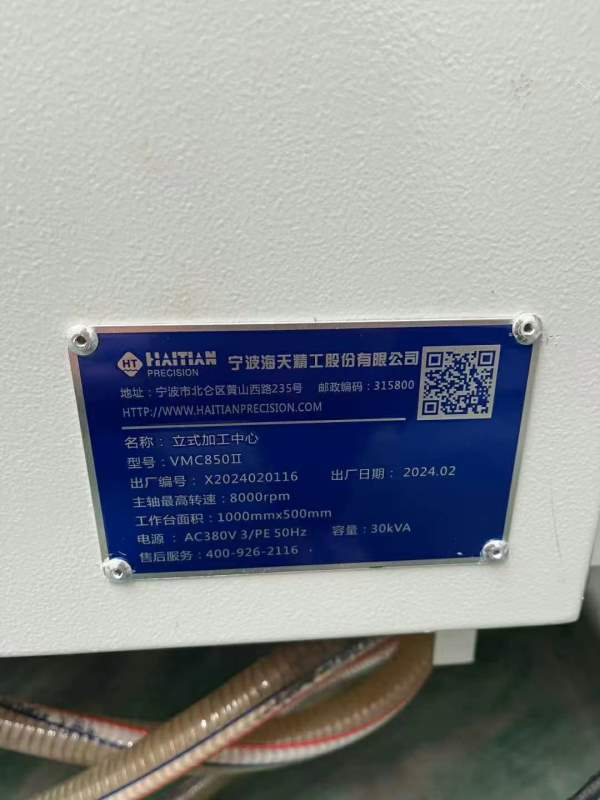 HT HAITIAN PRECISION 宁波海天精工股份有限公司
地址：宁波市北仑区黄山西路235号 邮政编码：315800
HTTP://WWW.HAITIANPRECISION.COM
名称： 立式加工中心
型号：VMC850Ⅱ
出厂编号： X2024020116 出厂日期： 2024.02
主轴最高转速：8000rpm
工作台面积：1000mmx500mm
电源 ： AC380V 3/PE 50Hz 容量：30kVA
售后服务：400-926-2116